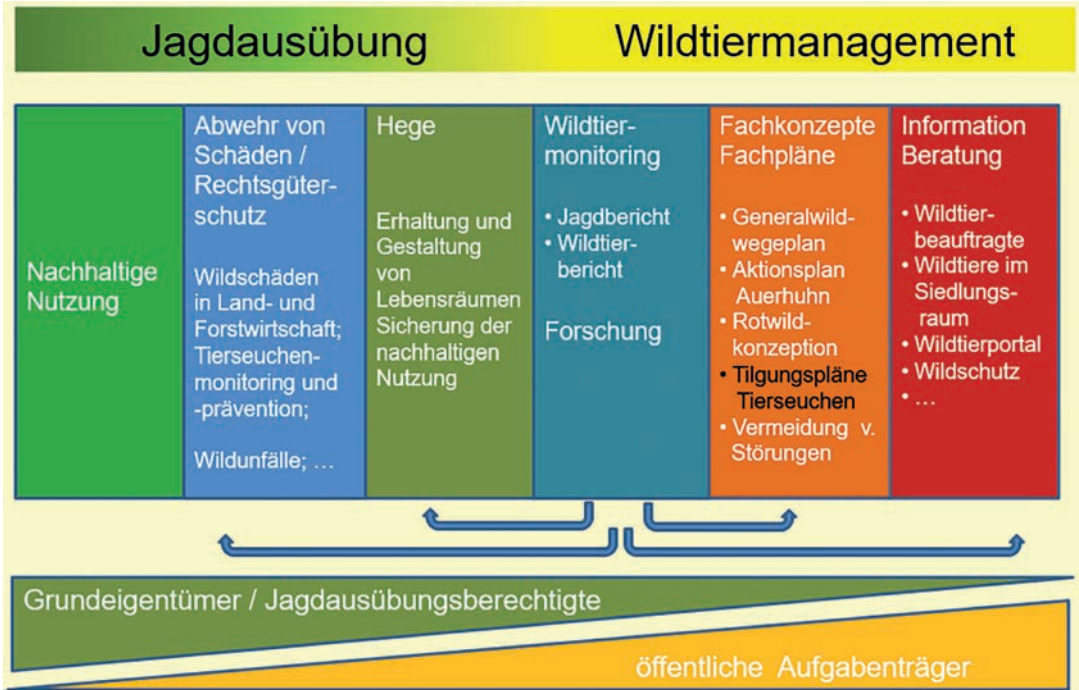 Jagdausübung
Wildtiermanagement
Nachhaltige
Nutzung
Abwehr von
Schäden /
Rechtsgüter-
schutz
Wildschäden
in Land- und
Forstwirtschaft;
Tierseuchen-
monitoring und
-prävention;
Wildunfälle; …
Hege
Erhaltung und
Gestaltung
von
Lebensräumen
Sicherung der
nachhaltigen
Nutzung
Wildtier-
monitoring
• Jagdbericht
• Wildtier-
bericht
Forschung
Fachkonzepte
Fachpläne
• Generalwild-
wegeplan
• Aktionsplan
Auerhuhn
• Rotwild-
konzeption
• Tilgungspläne
Tierseuchen
• Vermeidung v.
Störungen
Information
Beratung
• Wildtier-
beauftragte
• Wildtiere im
Siedlungs-
raum
• Wildtierportal
• Wildschutz
• …
Grundeigentümer / Jagdausübungsberechtigte
öffentliche Aufgabenträger